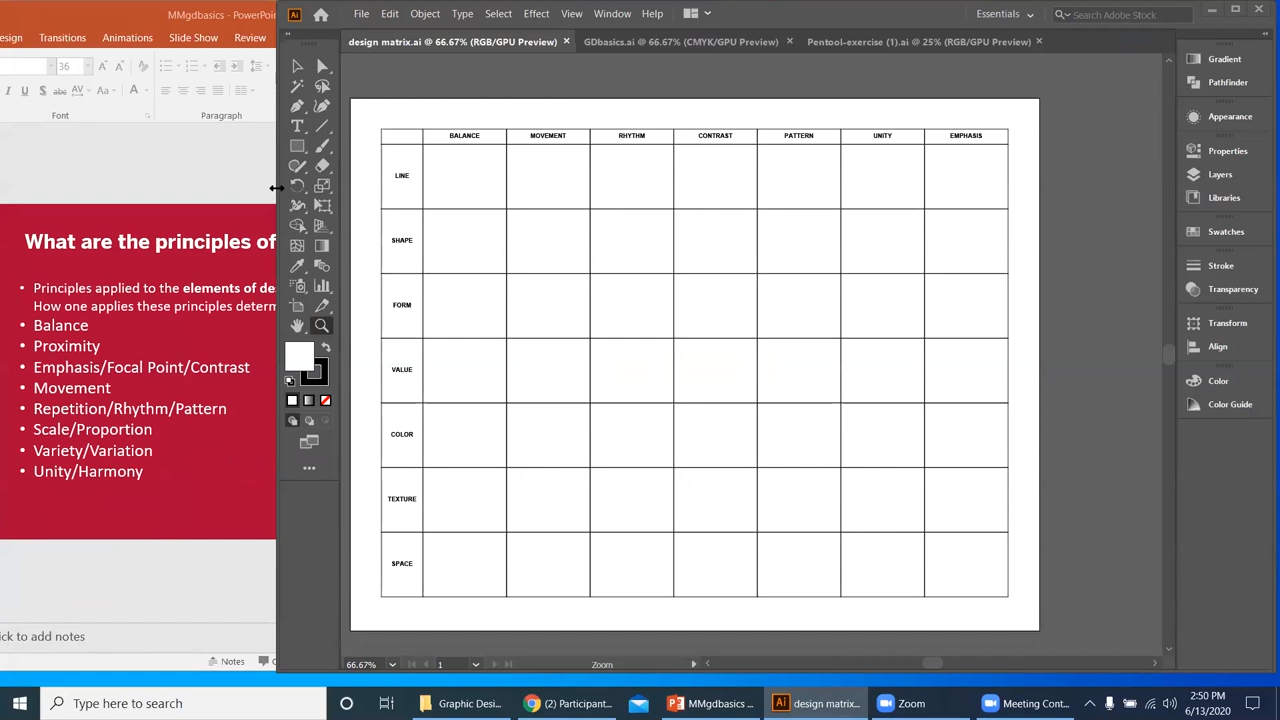 MMgdbasics - PowerPoi
esign Transitions Animations Slide Show Review
36
Font
Paragraph
What are the principles of
• Principles applied to the elements of de
How one applies these principles determ
• Balance
• Proximity
• Emphasis/Focal Point/Contrast
• Movement
• Repetition/Rhythm/Pattern
• Scale/Proportion
• Variety/Variation
• Unity/Harmony
ick to add notes
Notes
Ai
File Edit Object Type Select Effect View Window Help
Essentials
Search Adobe Stock
design matrix.ai @ 66.67% (RGB/GPU Preview)
GDbasics.ai @ 66.67% (CMYK/GPU Preview)
Pentool-exercise (1).ai @ 25% (RGB/GPU Preview)
BALANCE MOVEMENT RHYTHM CONTRAST PATTERN UNITY EMPHASIS
LINE
SHAPE
FORM
VALUE
COLOR
TEXTURE
SPACE
Gradient
Pathfinder
Appearance
Properties
Layers
Libraries
Swatches
Stroke
Transparency
Transform
Align
Color
Color Guide
66.67%
1
Zoom
Type here to search
Graphic Des...
(2) Participant...
MMgdbasics ...
design matrix...
Zoom
Meeting Cont...
2:50 PM
6/13/2020